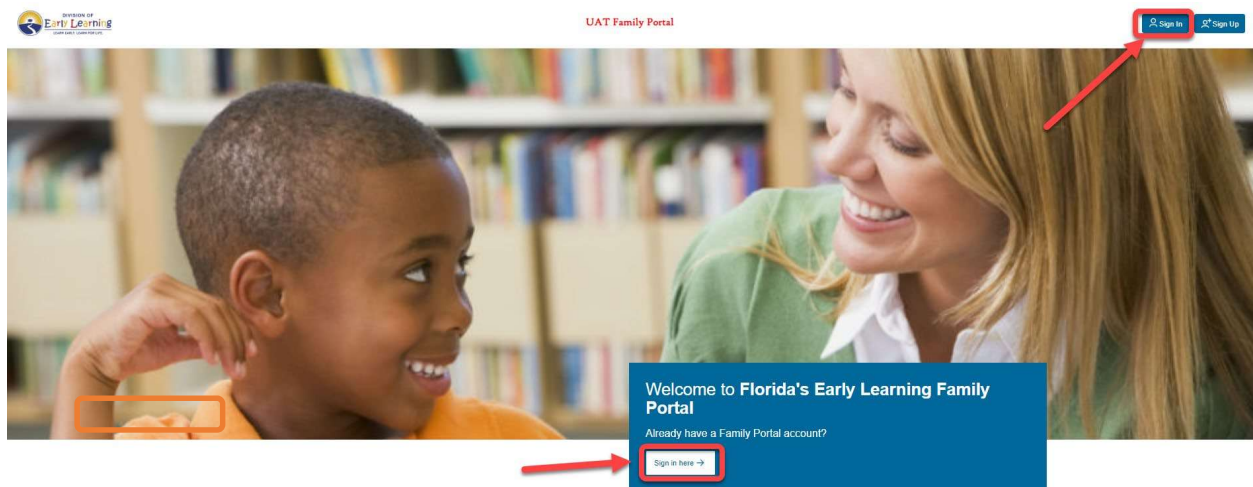 DIVISION OF
Early Learning
LEARN EARLY. LEARN FOR LIFE.
UAT Family Portal
Sign In
Sign Up
Welcome to Florida's Early Learning Family
Portal
Already have a Family Portal account?
Sign in here →